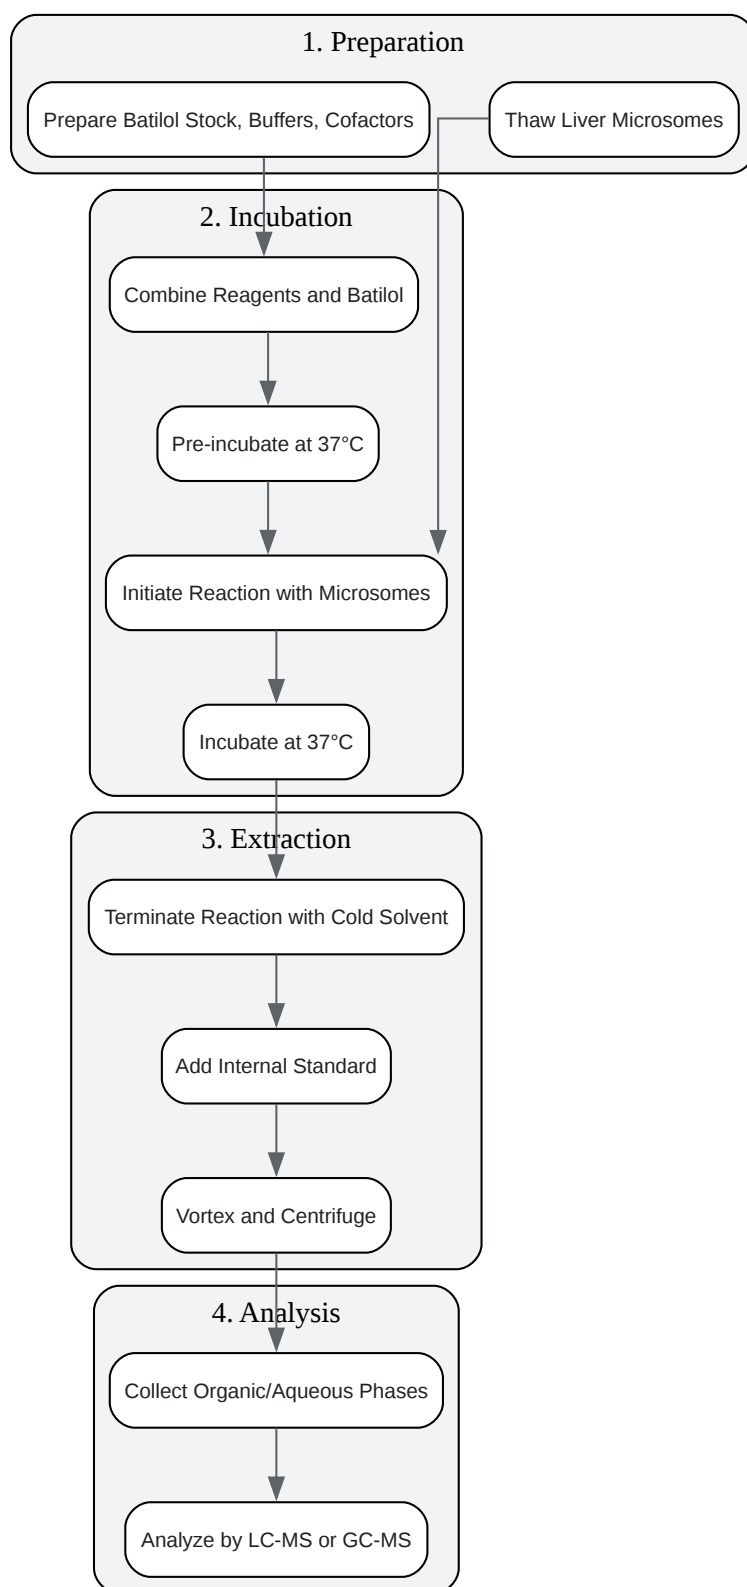 1. Preparation
Prepare Batilol Stock, Buffers, Cofactors
Thaw Liver Microsomes
2. Incubation
Combine Reagents and Batilol
Pre-incubate at 37°C
Initiate Reaction with Microsomes
Incubate at 37°C
3. Extraction
Terminate Reaction with Cold Solvent
Add Internal Standard
Vortex and Centrifuge
4. Analysis
Collect Organic/Aqueous Phases
Analyze by LC-MS or GC-MS